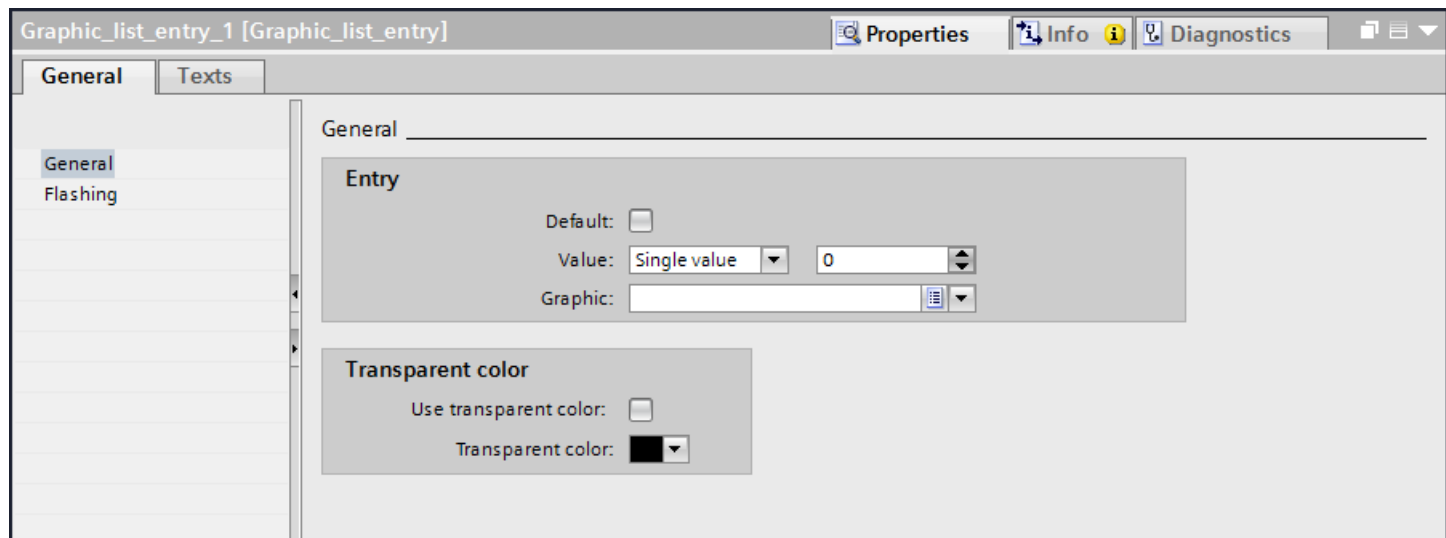 Graphic_list_entry_1 [Graphic_list_entry] Properties Info Diagnostics
General Texts
General
General
Flashing
Entry
Default:
Value: Single value 0
Graphic:
Transparent color
Use transparent color:
Transparent color: